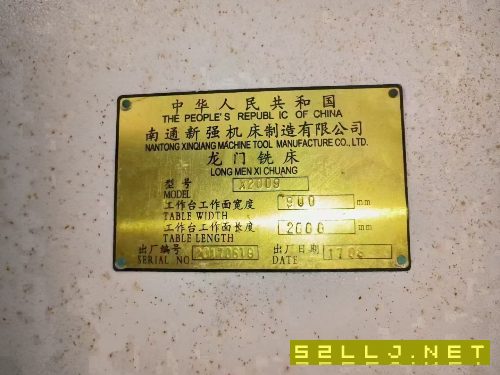 中华人民共和国
THE PEOPLE'S REPUBLIC OF CHINA
南通新强机床制造有限公司
NANTONG XINQIANG MACHINE TOOL MANUFACTURE CO., LTD.
龙门铣床
LONG MEN XI CHUANG
型号 X2009
MODEL
工作台工作面宽度 900 mm
TABLE WIDTH
工作台工作面长度 2000 mm
TABLE LENGTH
出厂编号 出厂日期
SERIAL NO DATE
52LLJ.NET